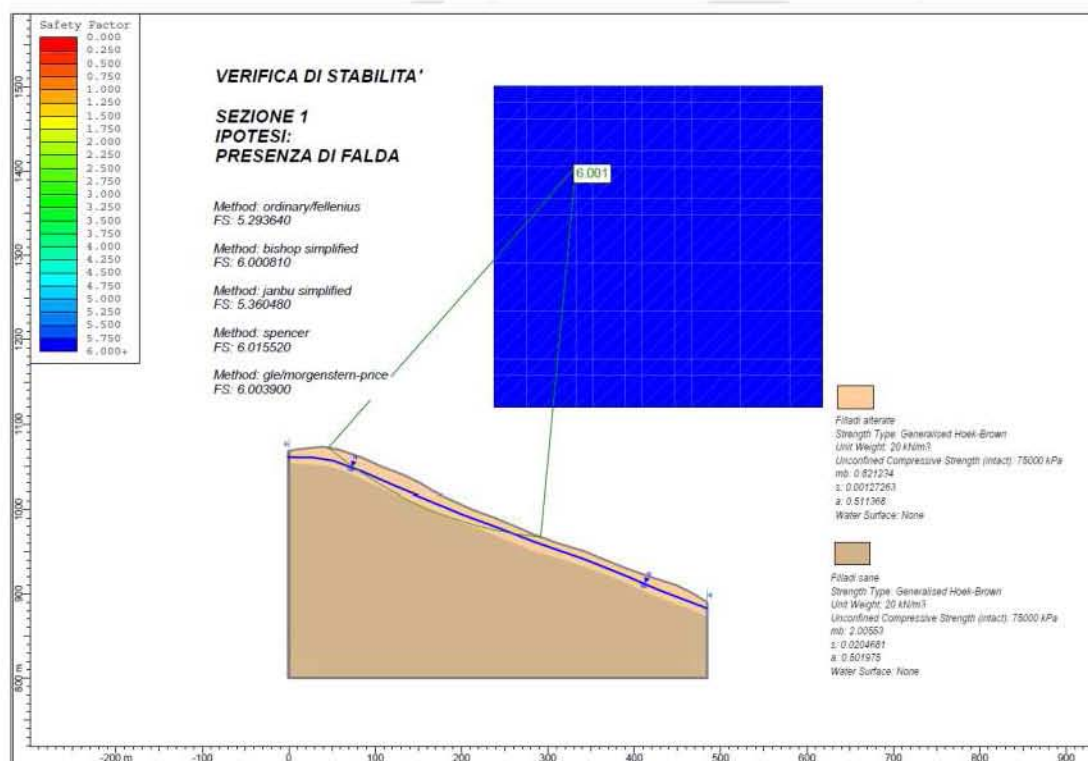 Safety Factor
0.000
0.250
0.500
0.750
1.000
1.250
1.500
1.750
2.000
2.250
2.500
2.750
3.000
3.250
3.500
3.750
4.000
4.250
4.500
4.750
5.000
5.250
5.500
5.750
6.000+
VERIFICA DI STABILITA'
SEZIONE 1
IPOTESI:
PRESENZA DI FALDA
Method: ordinary/fellenius
FS: 5.293640
Method: bishop simplified
FS: 6.000810
Method: janbu simplified
FS: 5.360480
Method: spencer
FS: 6.015520
Method: gle/morgenstern-price
FS: 6.003900
6.001
Filladi alterate
Strength Type: Generalised Hoek-Brown
Unit Weight: 20 kN/m3
Unconfined Compressive Strength (intact): 75000 kPa
mb: 0.821234
s: 0.00127263
a: 0.511368
Water Surface: None
Filladi sane
Strength Type: Generalised Hoek-Brown
Unit Weight: 20 kN/m3
Unconfined Compressive Strength (intact): 75000 kPa
mb: 2.00553
s: 0.0204681
a: 0.501975
Water Surface: None
1500
1400
1300
1200
1100
1000
900
800 m
-200 m
-100
0
100
200
300
400
500
600
700
800
900